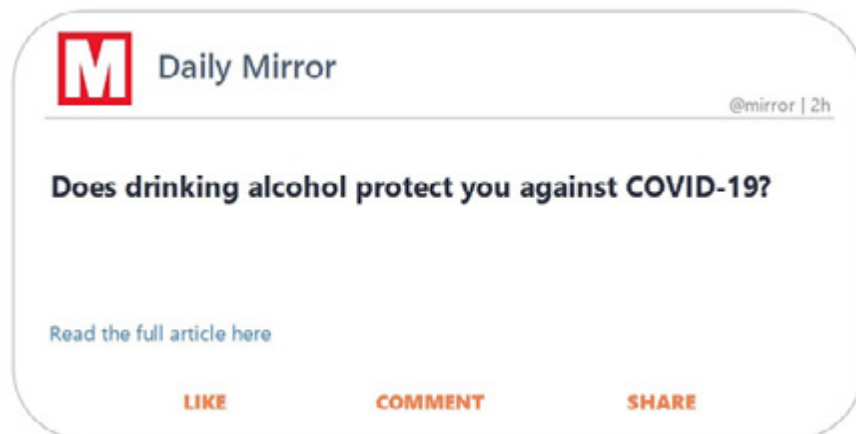 M
Daily Mirror
@mirror | 2h
Does drinking alcohol protect you against COVID-19?
Read the full article here
LIKE COMMENT SHARE